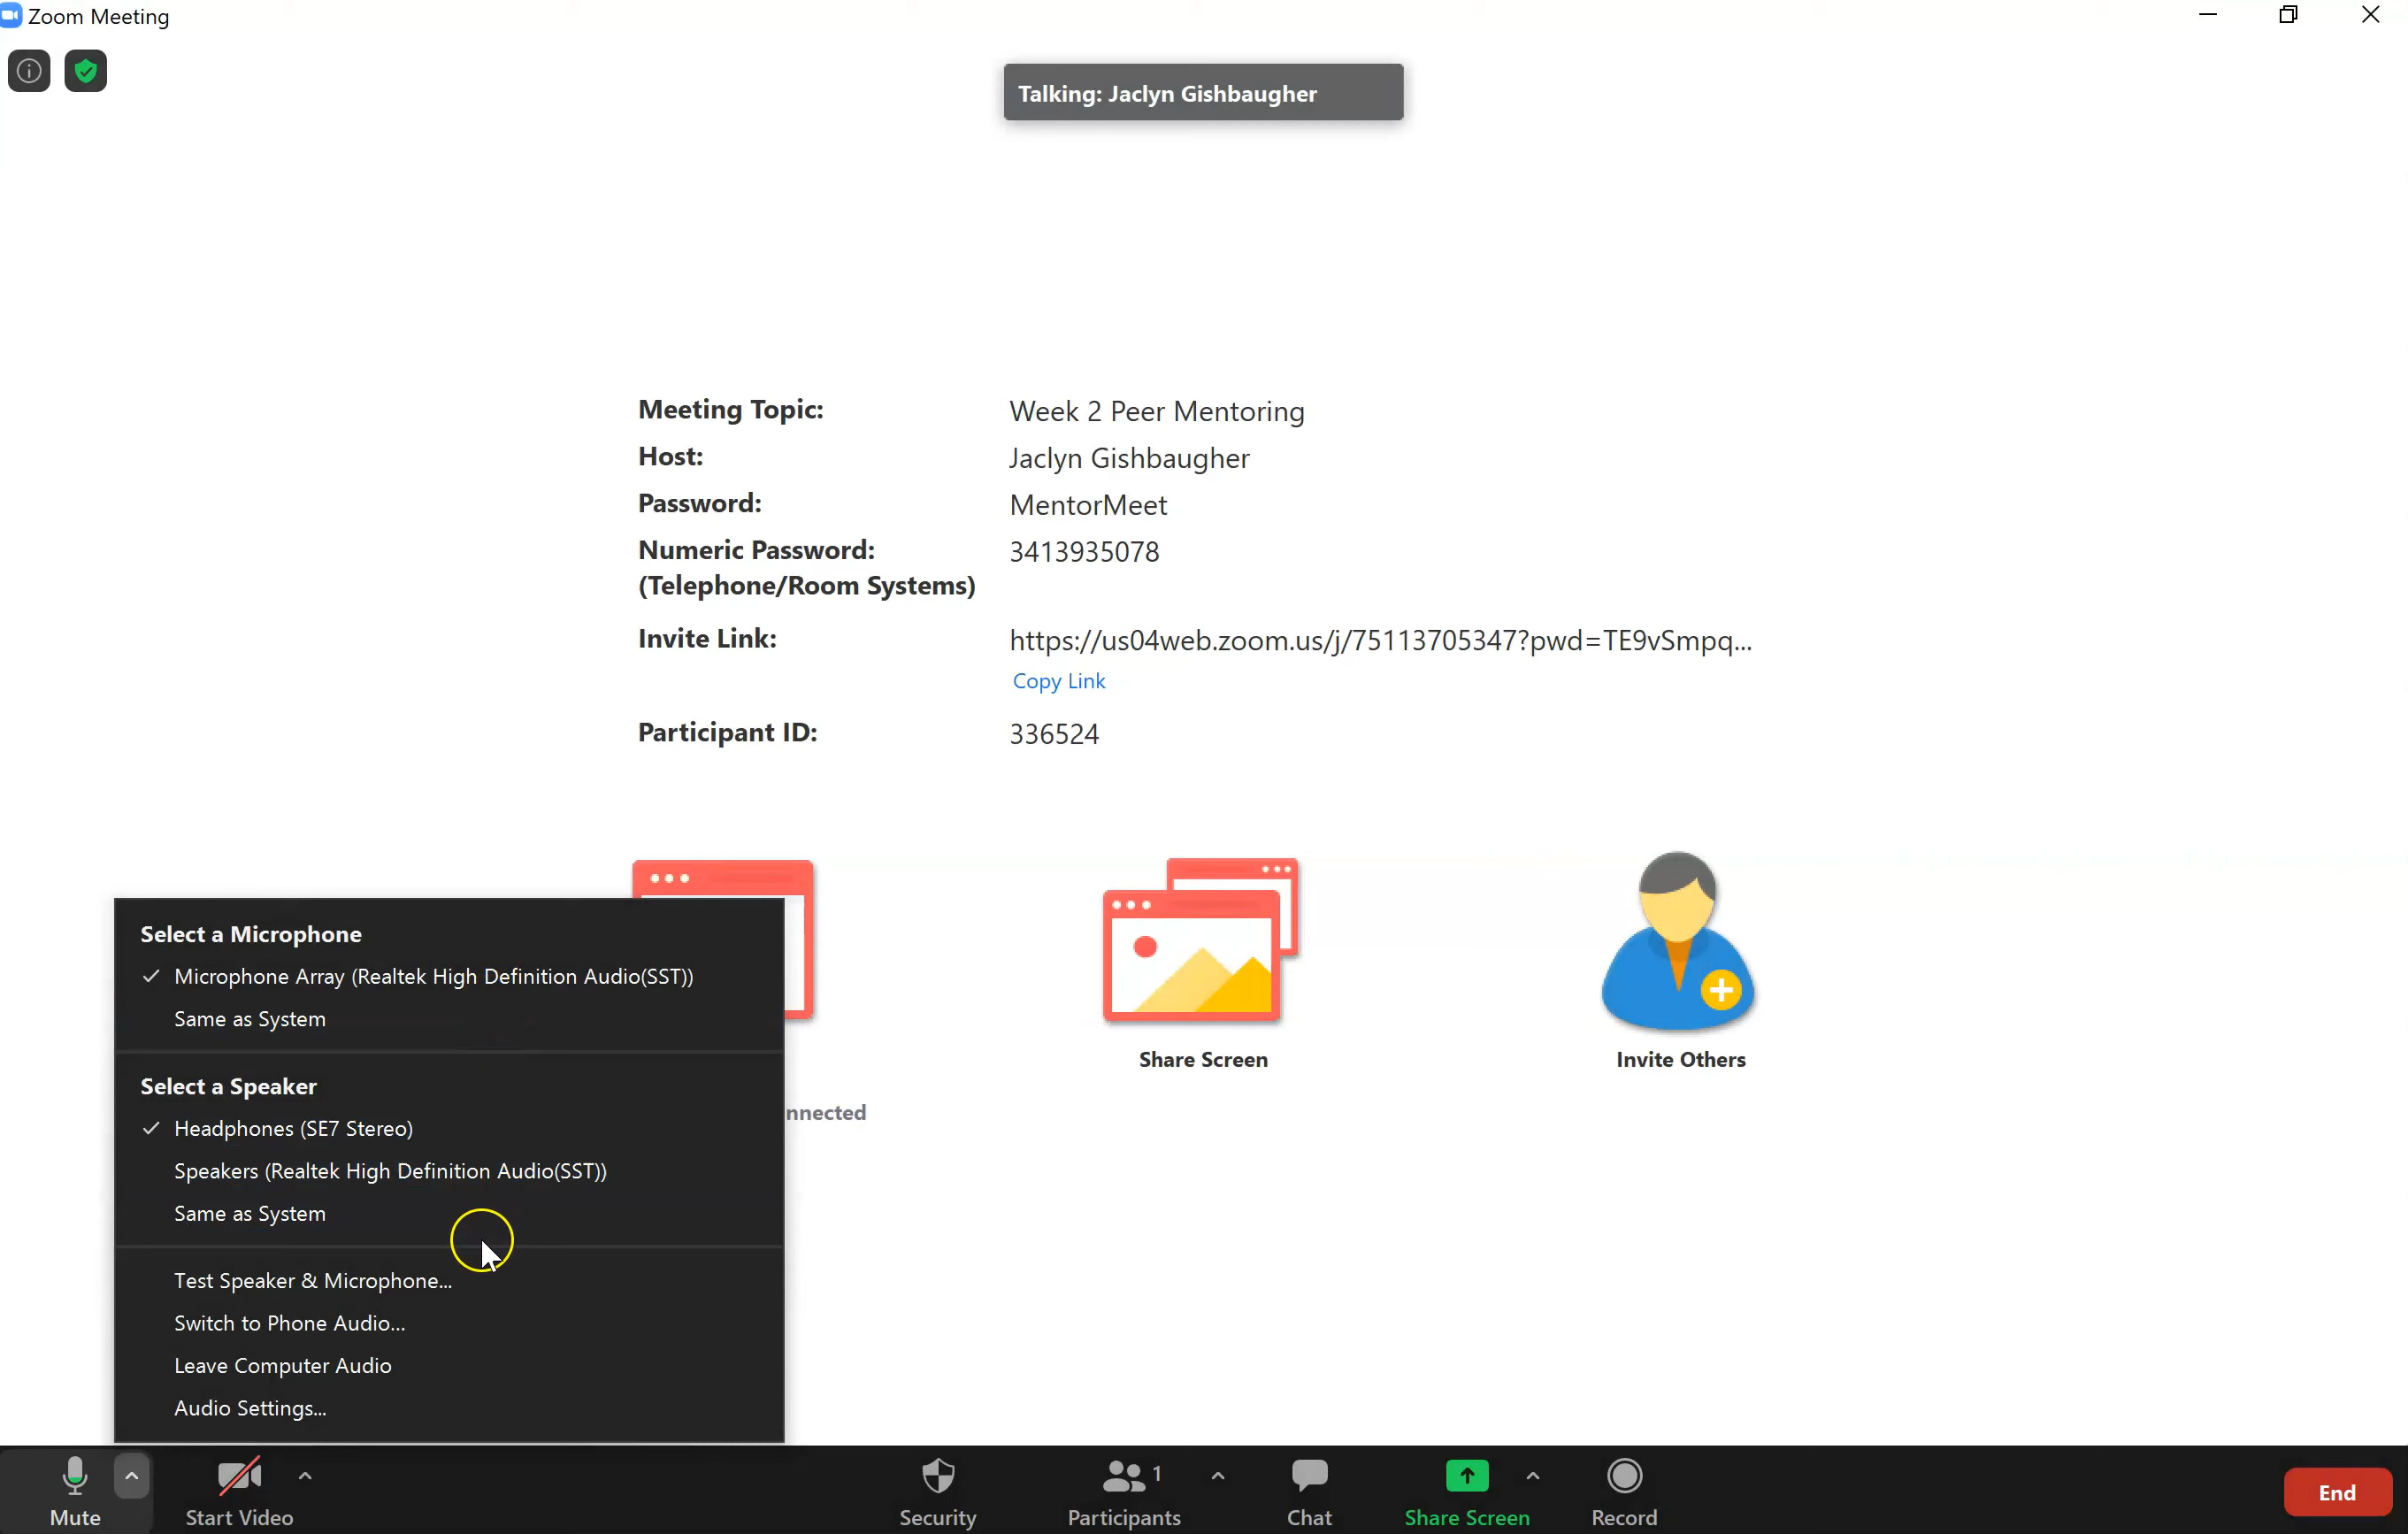 Zoom Meeting
Talking: Jaclyn Gishbaugher
Meeting Topic: Week 2 Peer Mentoring
Host: Jaclyn Gishbaugher
Password: MentorMeet
Numeric Password: 3413935078
(Telephone/Room Systems)
Invite Link: https://us04web.zoom.us/j/75113705347?pwd=TE9vSmpq...
Copy Link
Participant ID: 336524
Share Screen
Invite Others
nnected
Select a Microphone
✓ Microphone Array (Realtek High Definition Audio(SST))
Same as System
Select a Speaker
✓ Headphones (SE7 Stereo)
Speakers (Realtek High Definition Audio(SST))
Same as System
Test Speaker & Microphone...
Switch to Phone Audio...
Leave Computer Audio
Audio Settings...
Mute
Start Video
Security
1
Participants
Chat
Share Screen
Record
End